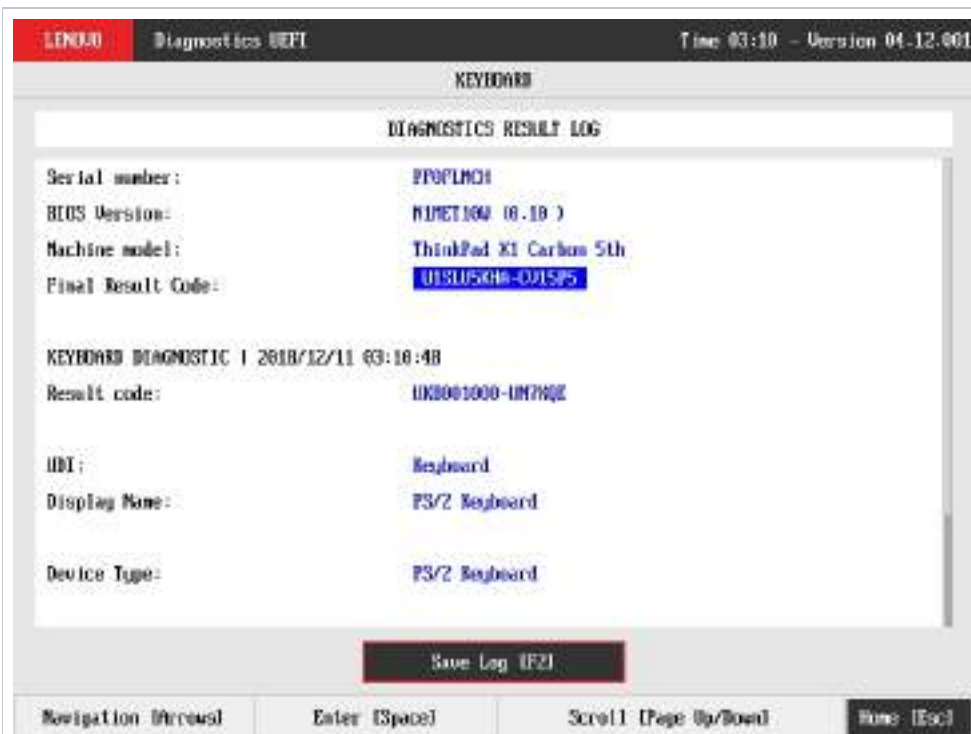 LENOVO Diagnostics UEFI Time 03:10 - Version 04.12.001
KEYBOARD
DIAGNOSTICS RESULT LOG
Serial number:
BIOS Version: N1MET10W (0.10 )
Machine model: ThinkPad X1 Carbon 5th
Final Result Code:
KEYBOARD DIAGNOSTIC | 2018/12/11 03:10:48
Result code:
UDI: Keyboard
Display Name: PS/2 Keyboard
Device Type: PS/2 Keyboard
Save Log [F2]
Navigation [Arrows] Enter [Space] Scroll [Page Up/Down] Home [Esc]